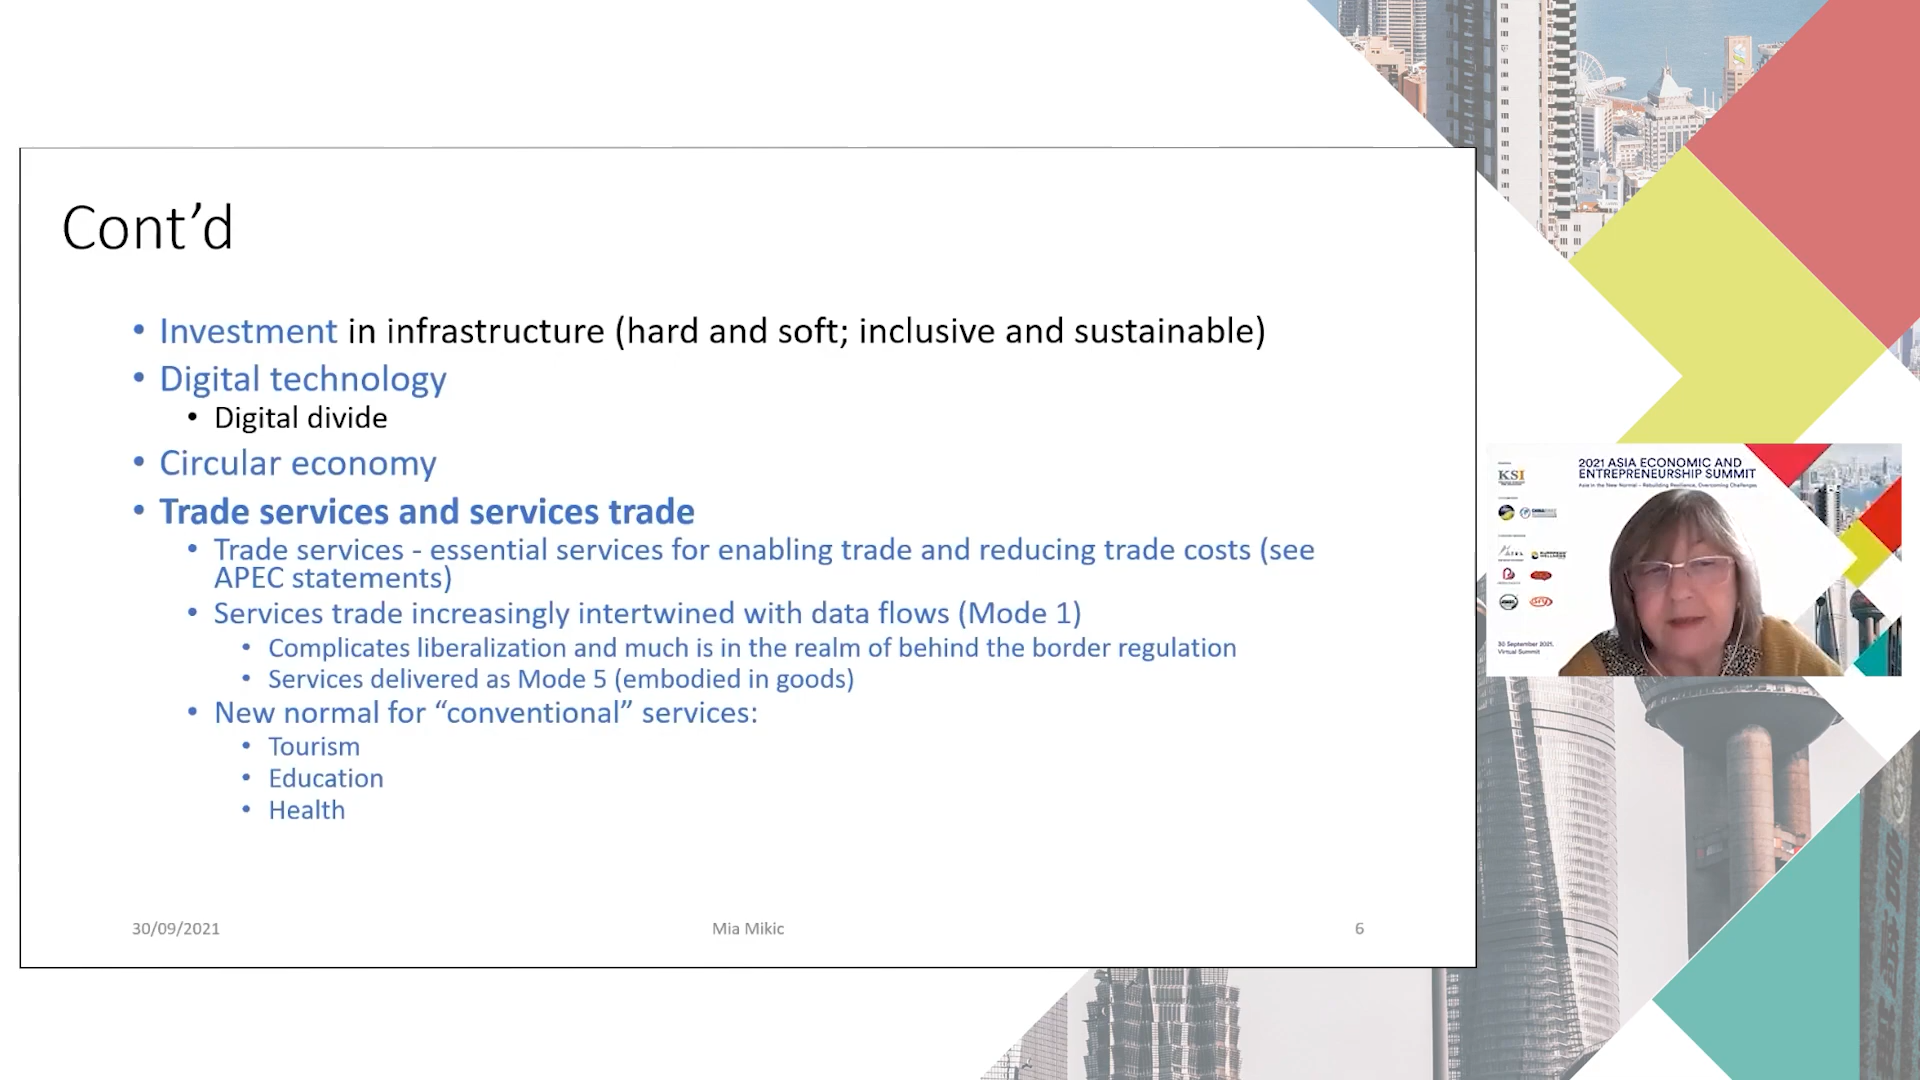 Cont’d
• Investment in infrastructure (hard and soft; inclusive and sustainable)
• Digital technology
• Digital divide
• Circular economy
• Trade services and services trade
• Trade services - essential services for enabling trade and reducing trade costs (see
APEC statements)
• Services trade increasingly intertwined with data flows (Mode 1)
• Complicates liberalization and much is in the realm of behind the border regulation
• Services delivered as Mode 5 (embodied in goods)
• New normal for “conventional” services:
• Tourism
• Education
• Health
30/09/2021
Mia Mikic
6
KSI
2021 ASIA ECONOMIC AND
ENTREPRENEURSHIP SUMMIT
Asia in the New Normal – Rebuilding Resilience, Overcoming Challenges
30 September 2021,
Virtual Summit